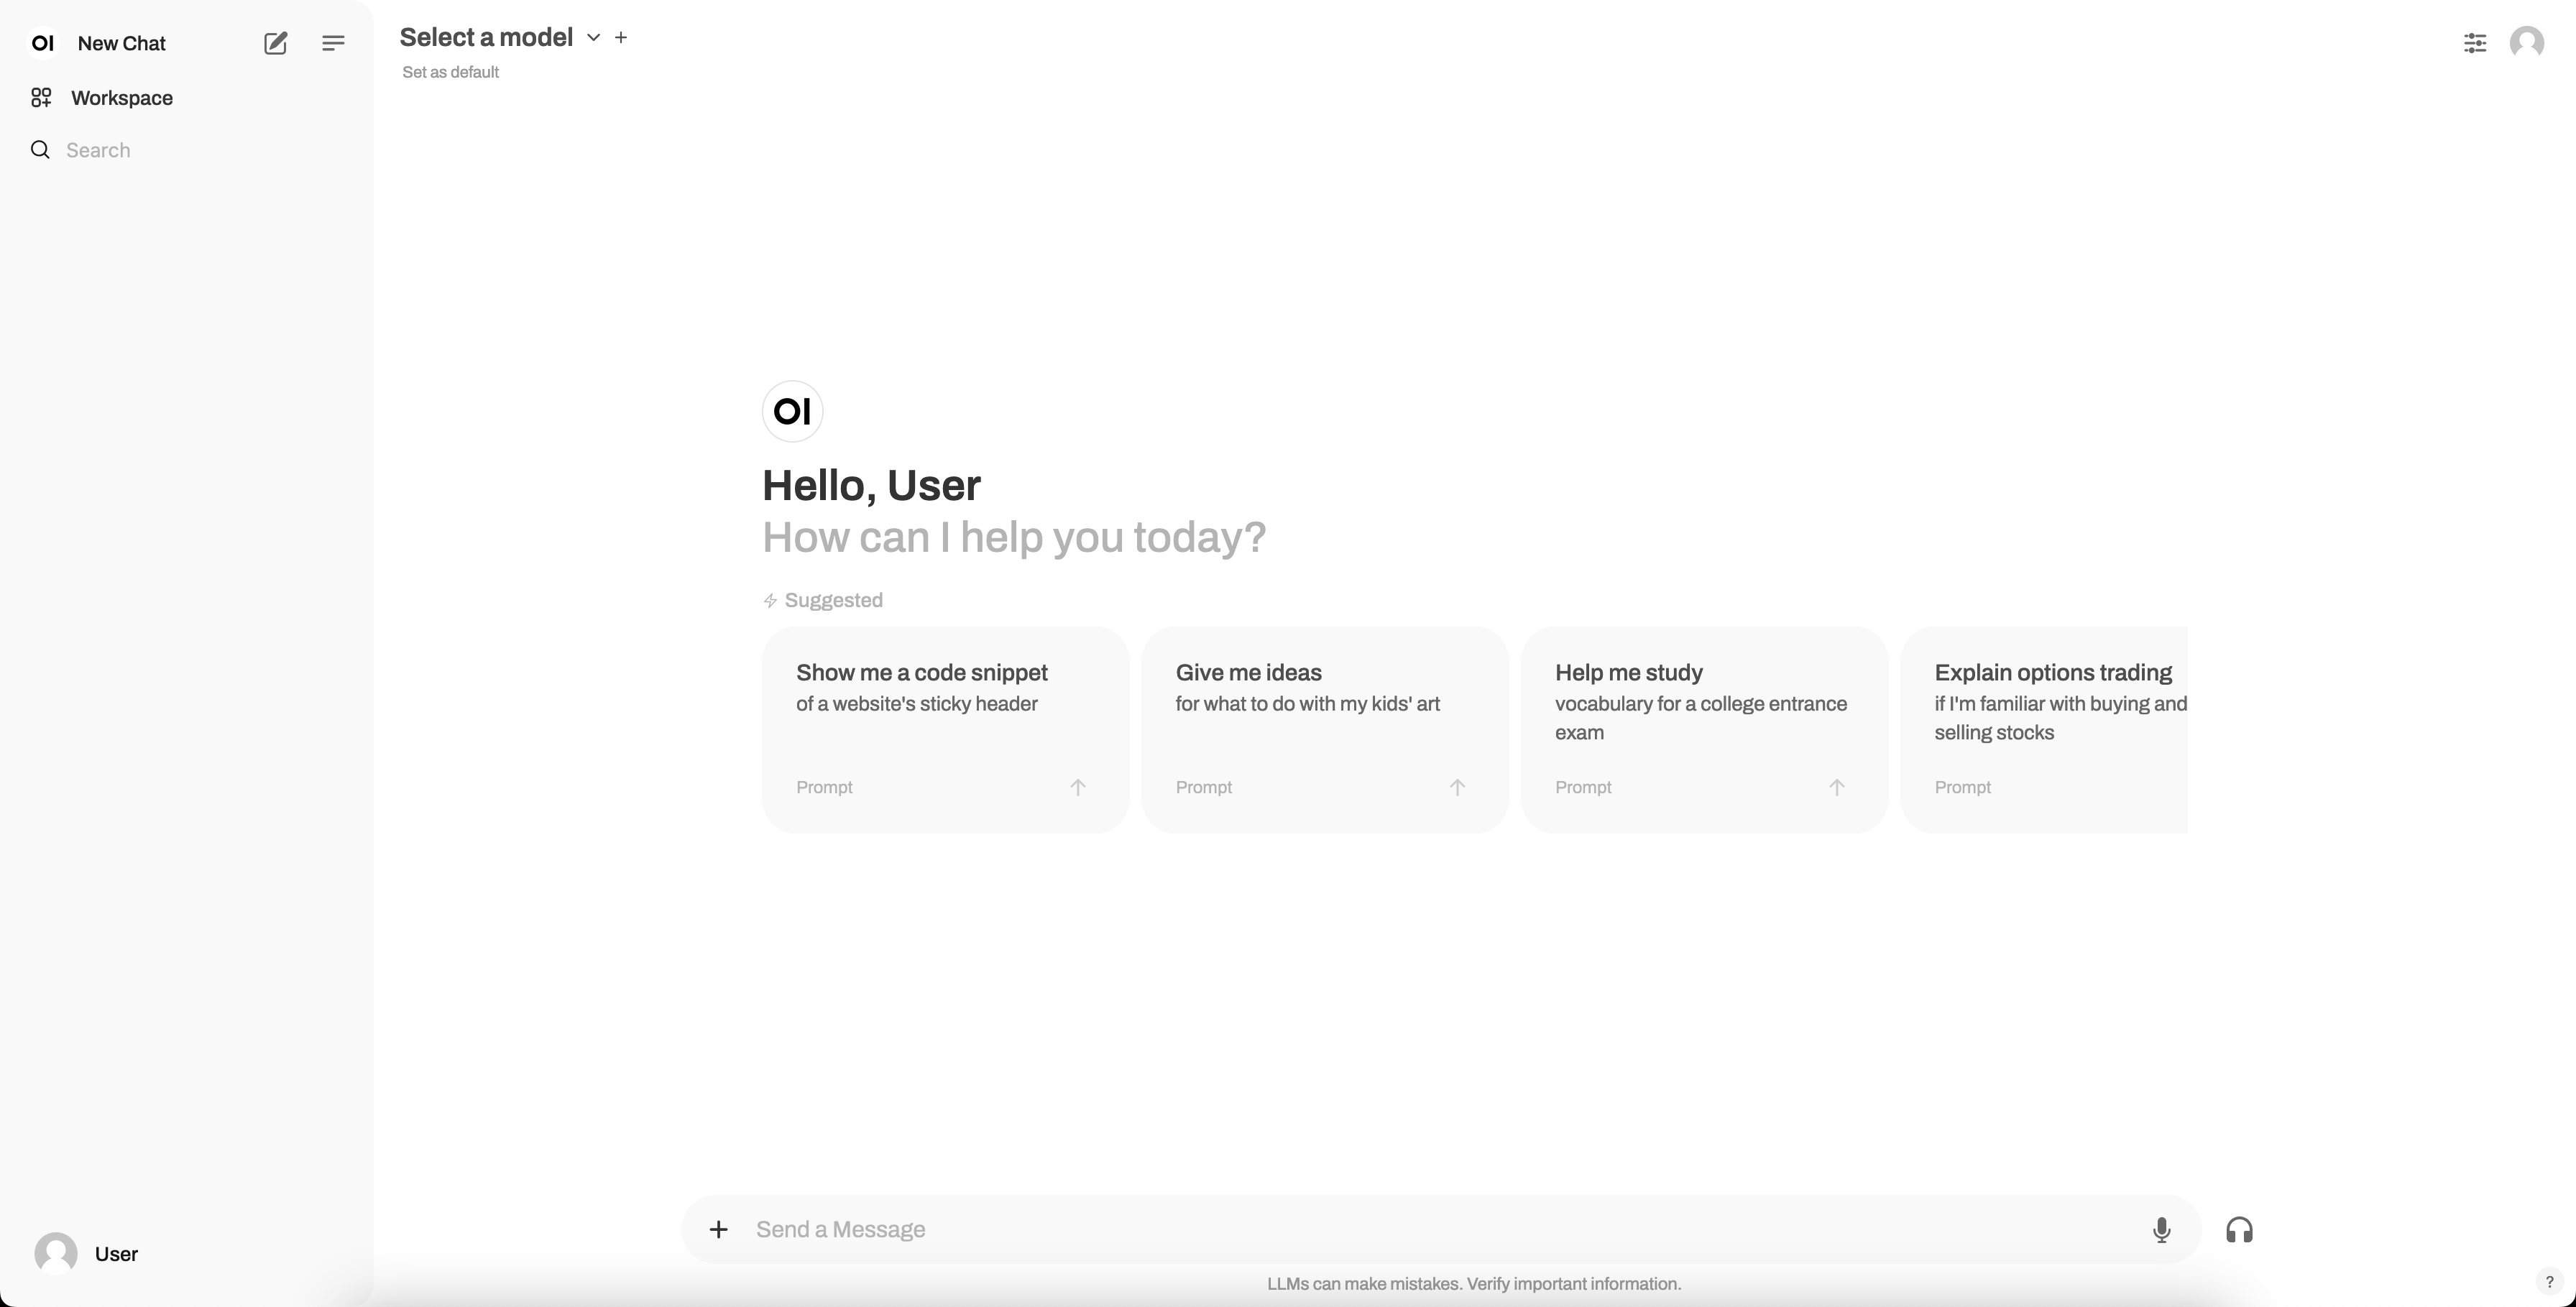 OI New Chat
Workspace
Search
Select a model
Set as default
OI
Hello, User
How can I help you today?
Suggested
Show me a code snippet
of a website's sticky header
Prompt
Give me ideas
for what to do with my kids' art
Prompt
Help me study
vocabulary for a college entrance
exam
Prompt
Explain options trading
if I'm familiar with buying and
selling stocks
Prompt
Send a Message
User
LLMs can make mistakes. Verify important information.
?